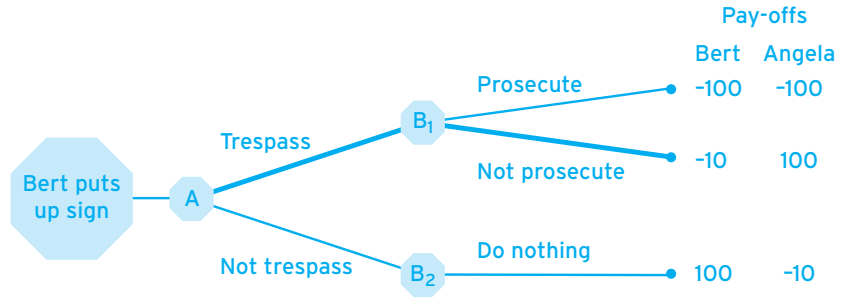 Pay-offs
Bert Angela
Prosecute
-100 -100
B1
Trespass
Not prosecute
-10 100
Bert puts
up sign
A
Not trespass
B2
Do nothing
100 -10